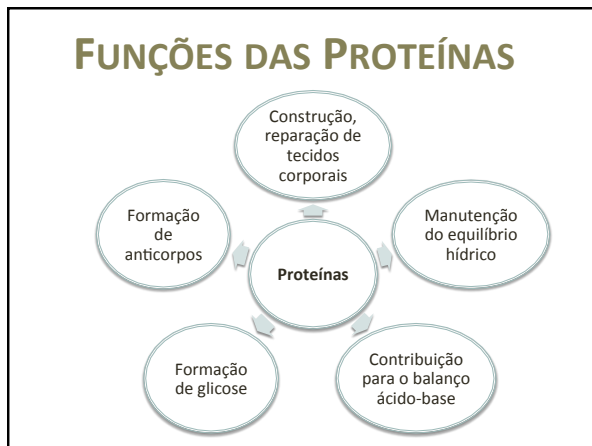 FUNÇÕES DAS PROTEÍNAS
Construção,
reparação de
tecidos
corporais
Formação
de
anticorpos
Manutenção
do equilíbrio
hídrico
Proteínas
Formação
de glicose
Contribuição
para o balanço
ácido-base